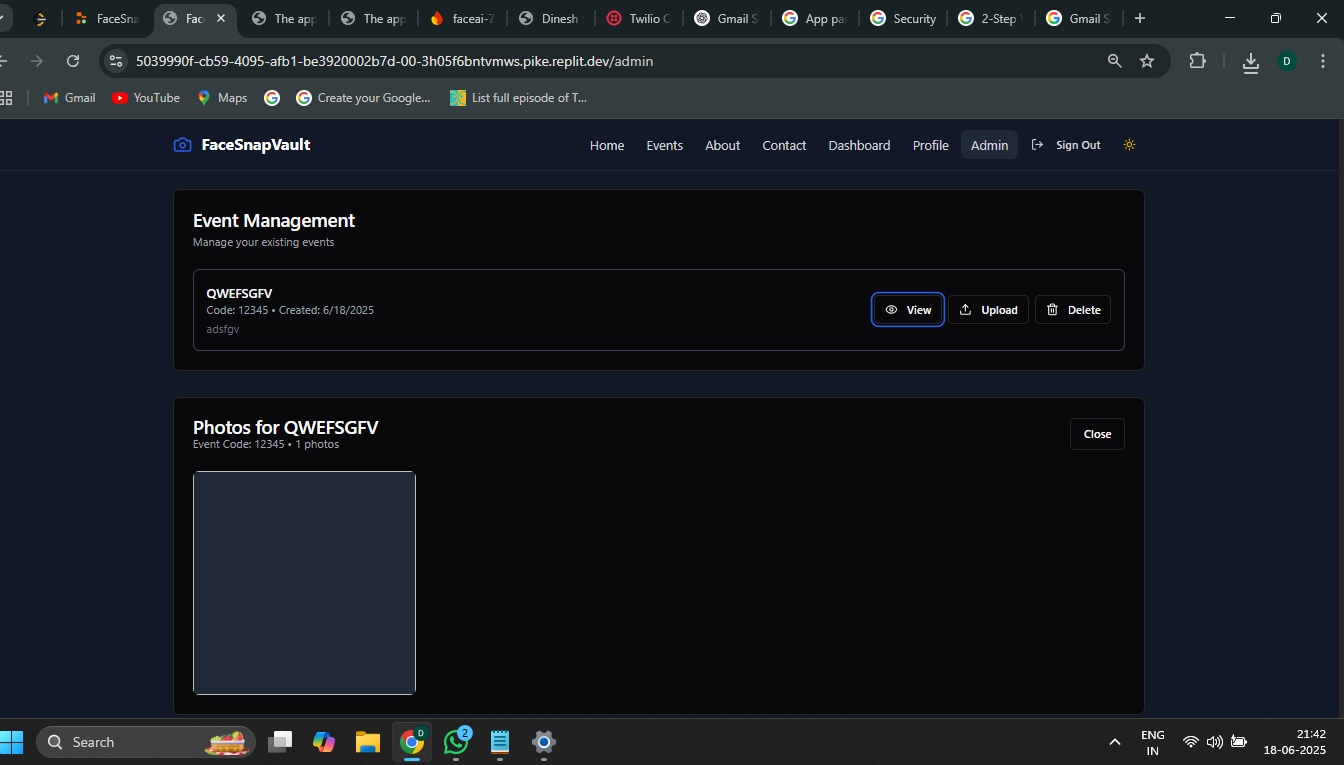 FaceSna
Fac
The app
The app
faceai-7
Dinesh
Twilio C
Gmail S
App pa
Security
2-Step
Gmail S
5039990f-cb59-4095-afb1-be3920002b7d-00-3h05f6bntvmws.pike.replit.dev/admin
D
Gmail
YouTube
Maps
Create your Google...
List full episode of T...
FaceSnapVault
Home
Events
About
Contact
Dashboard
Profile
Admin
Sign Out
Event Management
Manage your existing events
QWEFSGFV
Code: 12345 • Created: 6/18/2025
adsfgv
View
Upload
Delete
Photos for QWEFSGFV
Event Code: 12345 • 1 photos
Close
Search
D
2
ENG
IN
21:42
18-06-2025